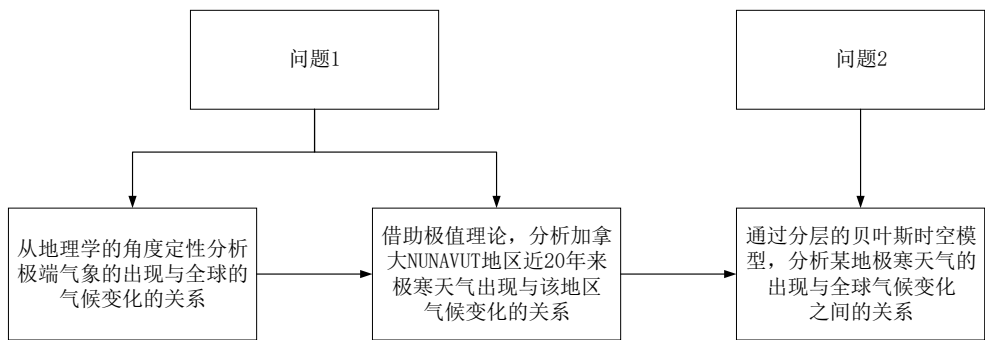 问题1
问题2
从地理学的角度定性分析
极端气象的出现与全球的
气候变化的关系
借助极值理论，分析加拿
大NUNAVUT地区近20年来
极寒天气出现与该地区
气候变化的关系
通过分层的贝叶斯时空模
型，分析某地极寒天气的
出现与全球气候变化
之间的关系